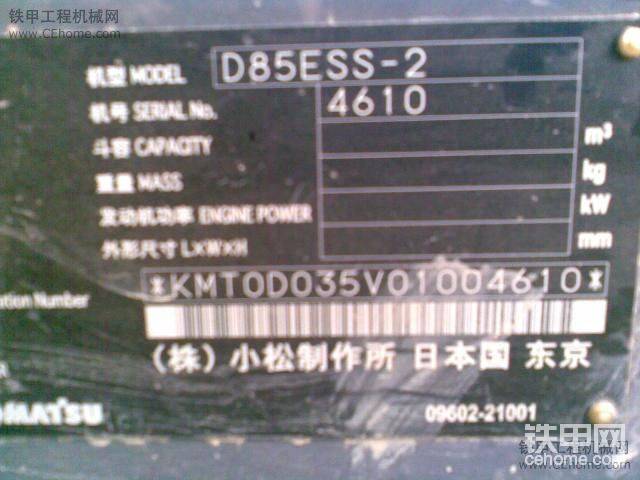 铁甲工程机械网
www.CEhome.com
机型 MODEL D85ESS-2
机号 SERIAL No. 4610
斗容 CAPACITY m³
重量 MASS kg
发动机功率 ENGINE POWER kW
外形尺寸 L×W×H mm
*KMT0D035V01004610*
ation Number
(株) 小松制作所 日本国 东京
OMATSU
09602-21001
铁甲网
cehome.com